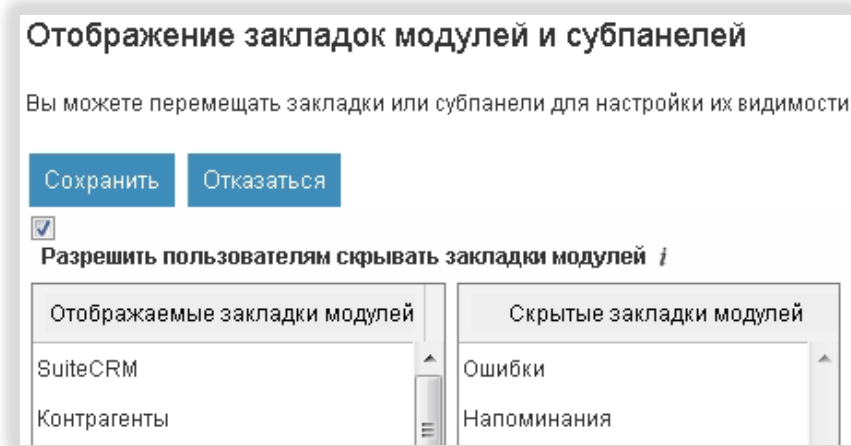 Отображение закладок модулей и субпанелей
Вы можете перемещать закладки или субпанели для настройки их видимости
Сохранить Отказаться
Разрешить пользователям скрывать закладки модулей i
Отображаемые закладки модулей Скрытые закладки модулей
SuiteCRM Ошибки
Контрагенты Напоминания